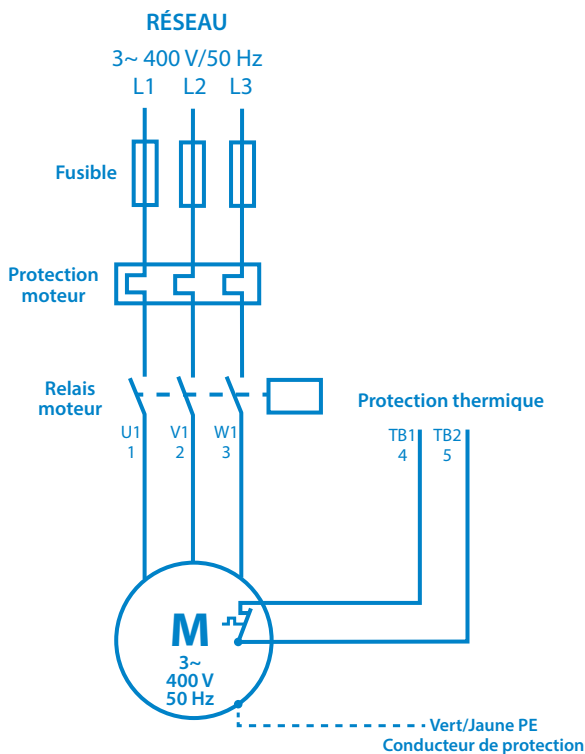 RÉSEAU
3~ 400 V/50 Hz
L1 L2 L3
Fusible
Protection
moteur
Relais
moteur
Protection thermique
U1 V1 W1
1 2 3
TB1 TB2
4 5
M
3~
400 V
50 Hz
Vert/Jaune PE
Conducteur de protection